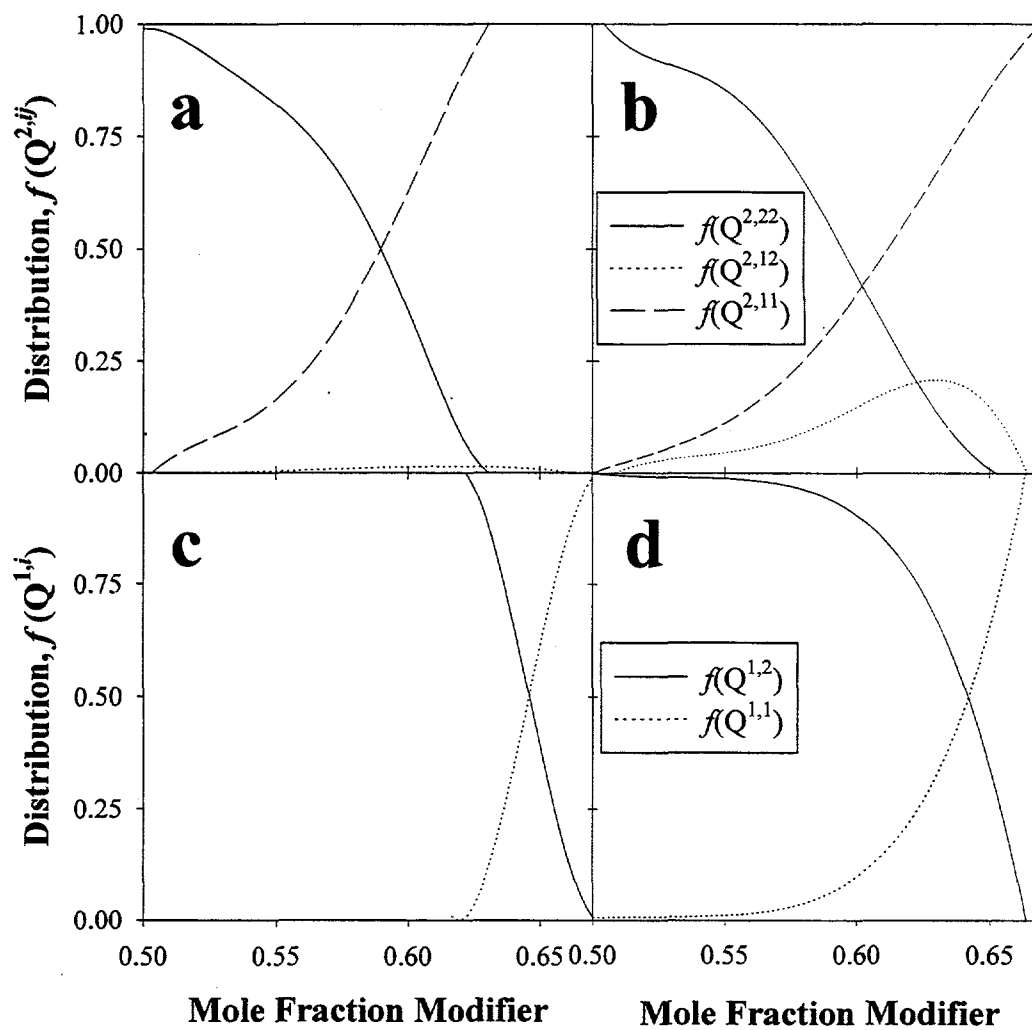 Distribution, f (Q^{2,ij})
1.00
0.75
0.50
0.25
0.00
a
b
f(Q^{2,22})
f(Q^{2,12})
f(Q^{2,11})
Distribution, f (Q^{1,i})
0.75
0.50
0.25
0.00
c
d
f(Q^{1,2})
f(Q^{1,1})
0.50 0.55 0.60 0.65 0.50 0.55 0.60 0.65
Mole Fraction Modifier Mole Fraction Modifier